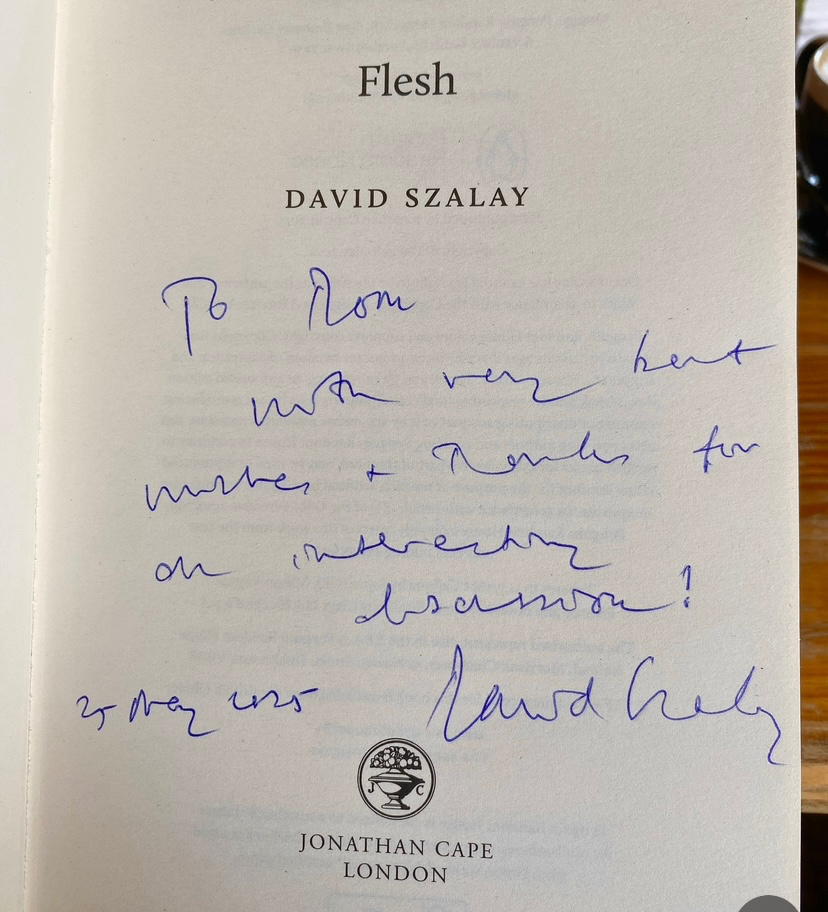 Flesh
DAVID SZALAY
To Rom
with very best
wishes + thanks for
an interesting
discussion!
25 May 2025 David Szalay
J C
JONATHAN CAPE
LONDON